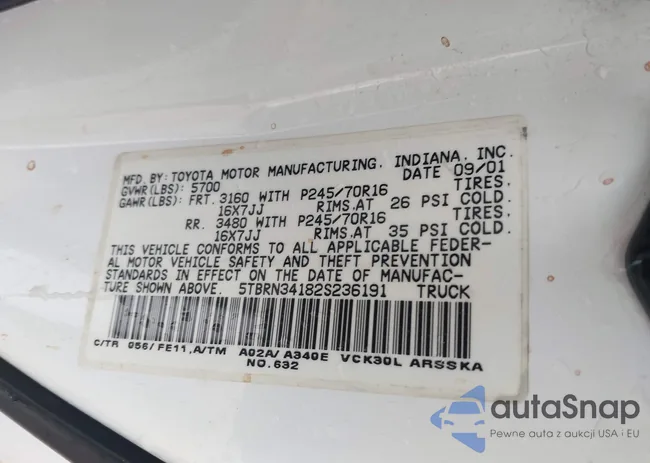 MFD. BY: TOYOTA MOTOR MANUFACTURING, INDIANA, INC.
GVWR(LBS): 5700 DATE 09/01
GAWR(LBS): FRT. 3160 WITH P245/70R16 TIRES,
16X7JJ RIMS,AT 26 PSI COLD.
RR. 3480 WITH P245/70R16 TIRES,
16X7JJ RIMS,AT 35 PSI COLD.
THIS VEHICLE CONFORMS TO ALL APPLICABLE FEDER-
AL MOTOR VEHICLE SAFETY AND THEFT PREVENTION
STANDARDS IN EFFECT ON THE DATE OF MANUFAC-
TURE SHOWN ABOVE. 5TBRN34182S236191 TRUCK
C/TR 056/FE11,A/TM A02A/A340E VCK30L ARSSKA
NO.632
autaSnap
Pewne auta z aukcji USA i EU